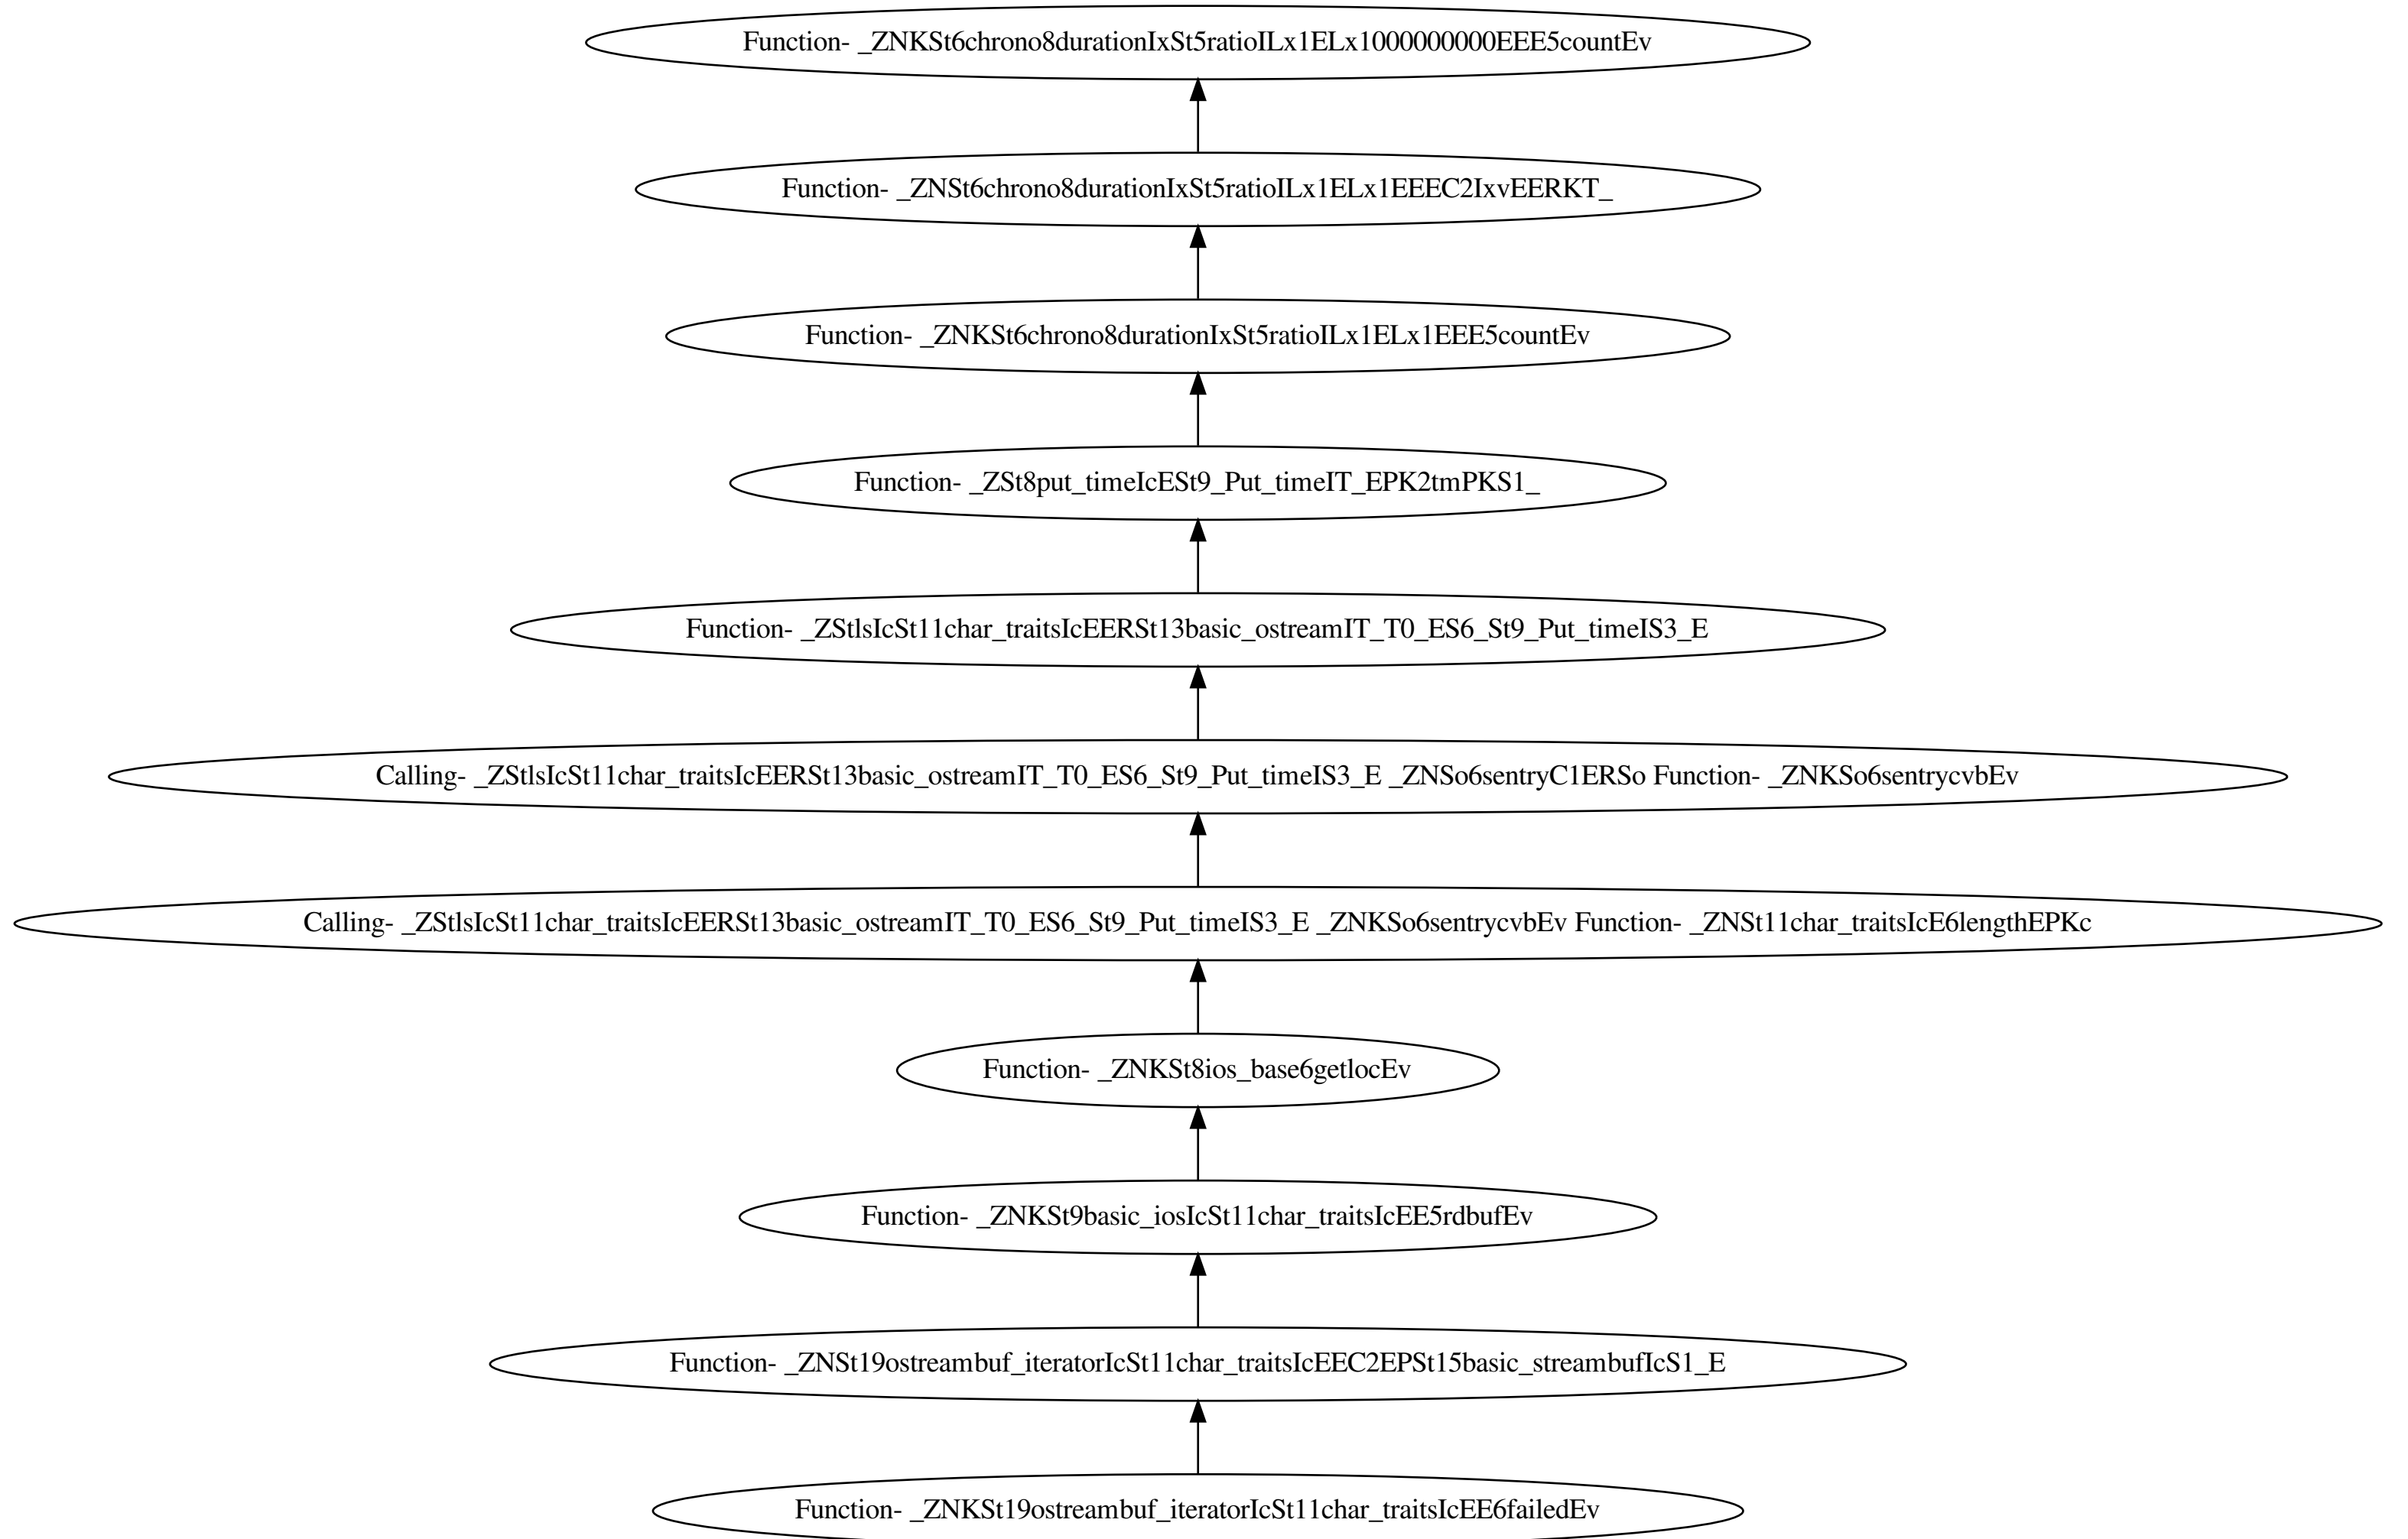 Function- _ZNKSt6chrono8durationIxSt5ratioILx1ELx1000000000EEE5countEv
Function- _ZNSt6chrono8durationIxSt5ratioILx1ELx1EEEC2IxvEERKT_
Function- _ZNKSt6chrono8durationIxSt5ratioILx1ELx1EEE5countEv
Function- _ZSt8put_timeIcESt9_Put_timeIT_EPK2tmPKS1_
Function- _ZStlsIcSt11char_traitsIcEERSt13basic_ostreamIT_T0_ES6_St9_Put_timeIS3_E
Calling- _ZStlsIcSt11char_traitsIcEERSt13basic_ostreamIT_T0_ES6_St9_Put_timeIS3_E _ZNSo6sentryC1ERSo Function- _ZNKSo6sentrycvbEv
Calling- _ZStlsIcSt11char_traitsIcEERSt13basic_ostreamIT_T0_ES6_St9_Put_timeIS3_E _ZNKSo6sentrycvbEv Function- _ZNSt11char_traitsIcE6lengthEPKc
Function- _ZNKSt8ios_base6getlocEv
Function- _ZNKSt9basic_iosIcSt11char_traitsIcEE5rdbufEv
Function- _ZNSt19ostreambuf_iteratorIcSt11char_traitsIcEEC2EPSt15basic_streambufIcS1_E
Function- _ZNKSt19ostreambuf_iteratorIcSt11char_traitsIcEE6failedEv